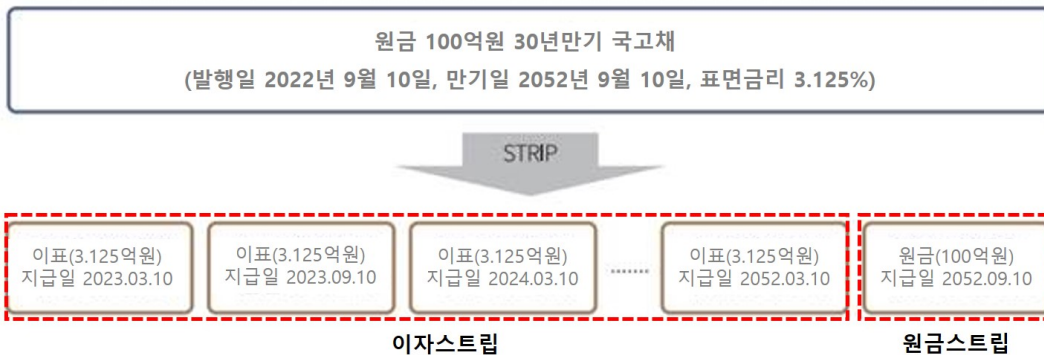 원금 100억원 30년만기 국고채
(발행일 2022년 9월 10일, 만기일 2052년 9월 10일, 표면금리 3.125%)
STRIP
이표(3.125억원)
지급일 2023.03.10
이표(3.125억원)
지급일 2023.09.10
이표(3.125억원)
지급일 2024.03.10
.......
이표(3.125억원)
지급일 2052.03.10
원금(100억원)
지급일 2052.09.10
이자스트립
원금스트립